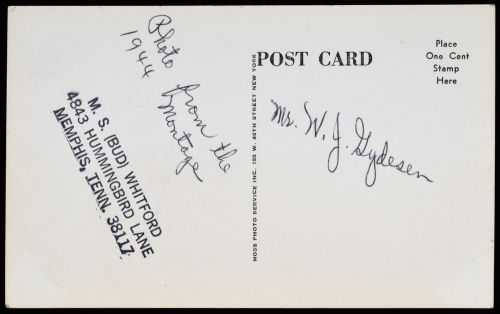 Photo from the
1944 Montage
M. S. (BUD) WHITFORD
4843 HUMMINGBIRD LANE
MEMPHIS, TENN. 38117
POST CARD
Place
One Cent
Stamp
Here
Mr. W. J. Gydesen
MOSS PHOTO SERVICE INC. 155 W. 46TH STREET NEW YORK